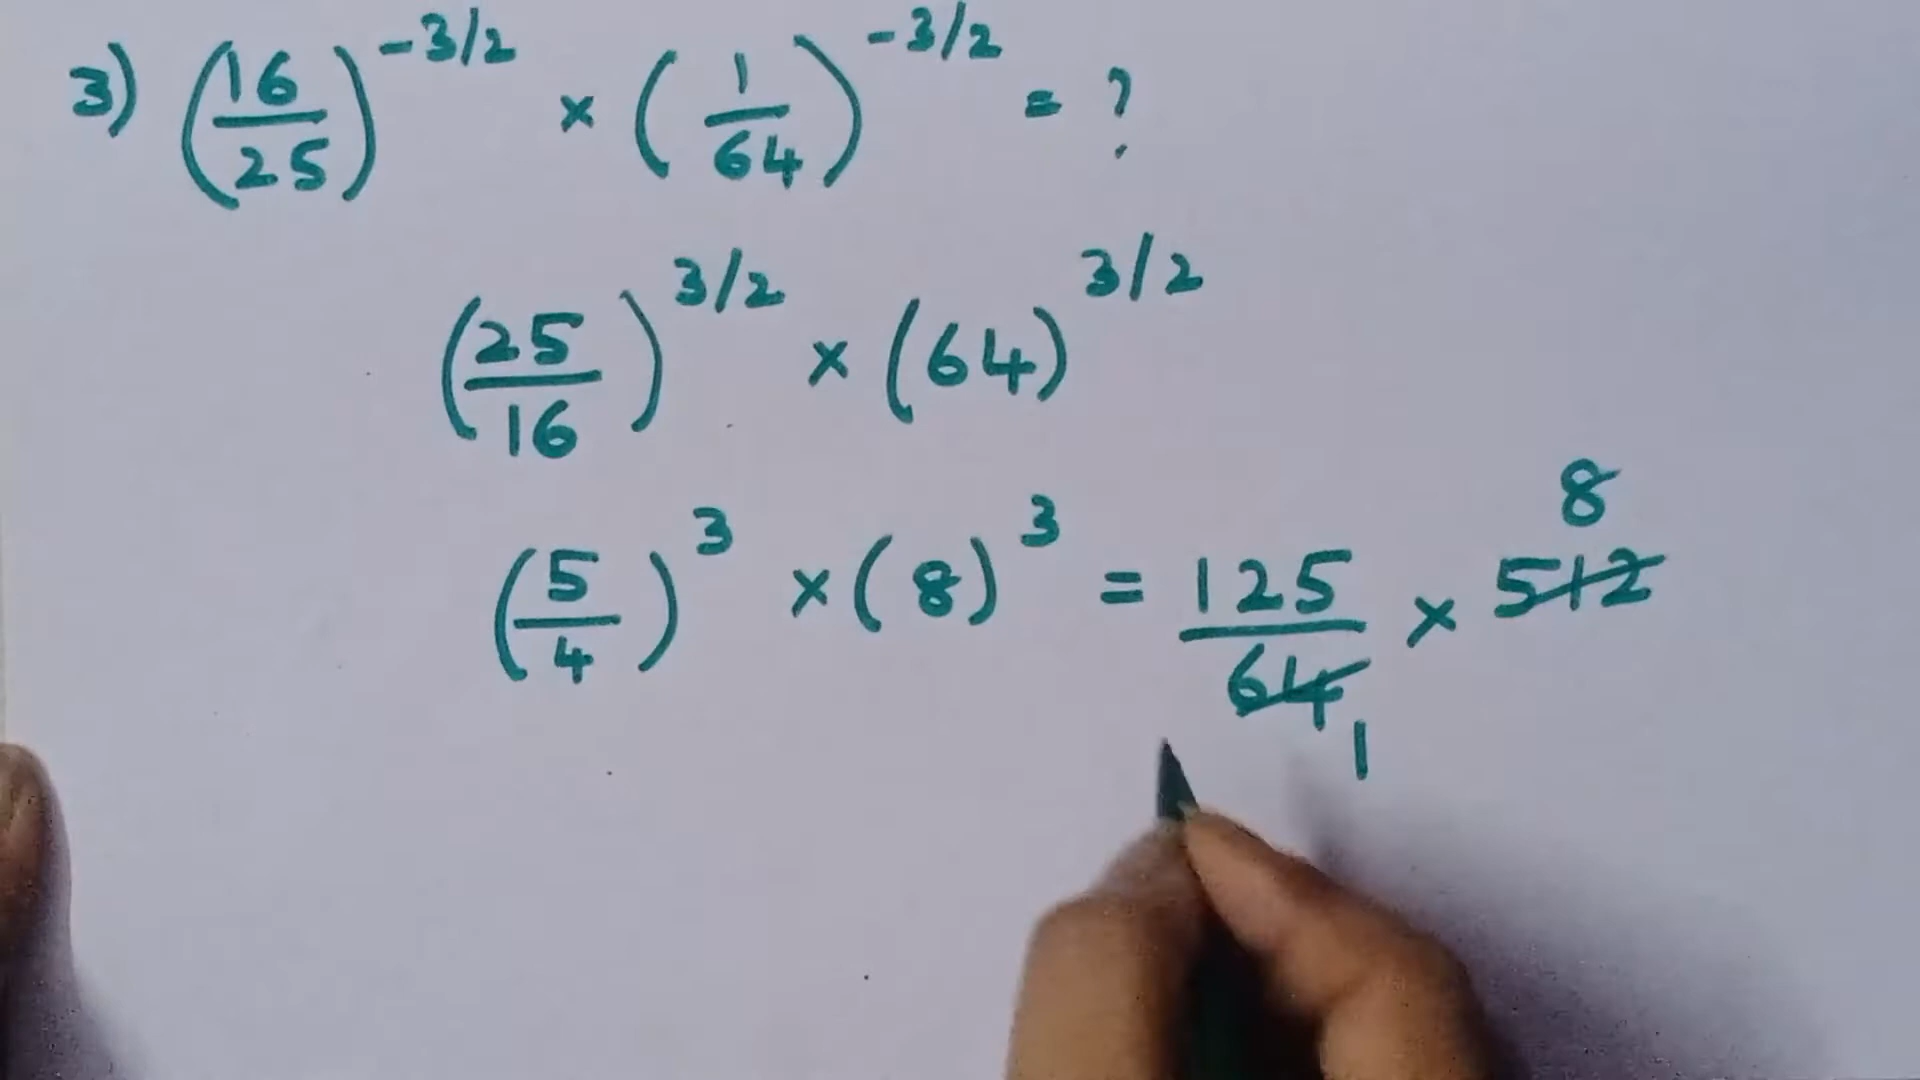 3) (16/25)^-3/2 × (1/64)^-3/2 = ?
(25/16)^3/2 × (64)^3/2
8
(5/4)^3 × (8)^3 = 125/64 × 512
1